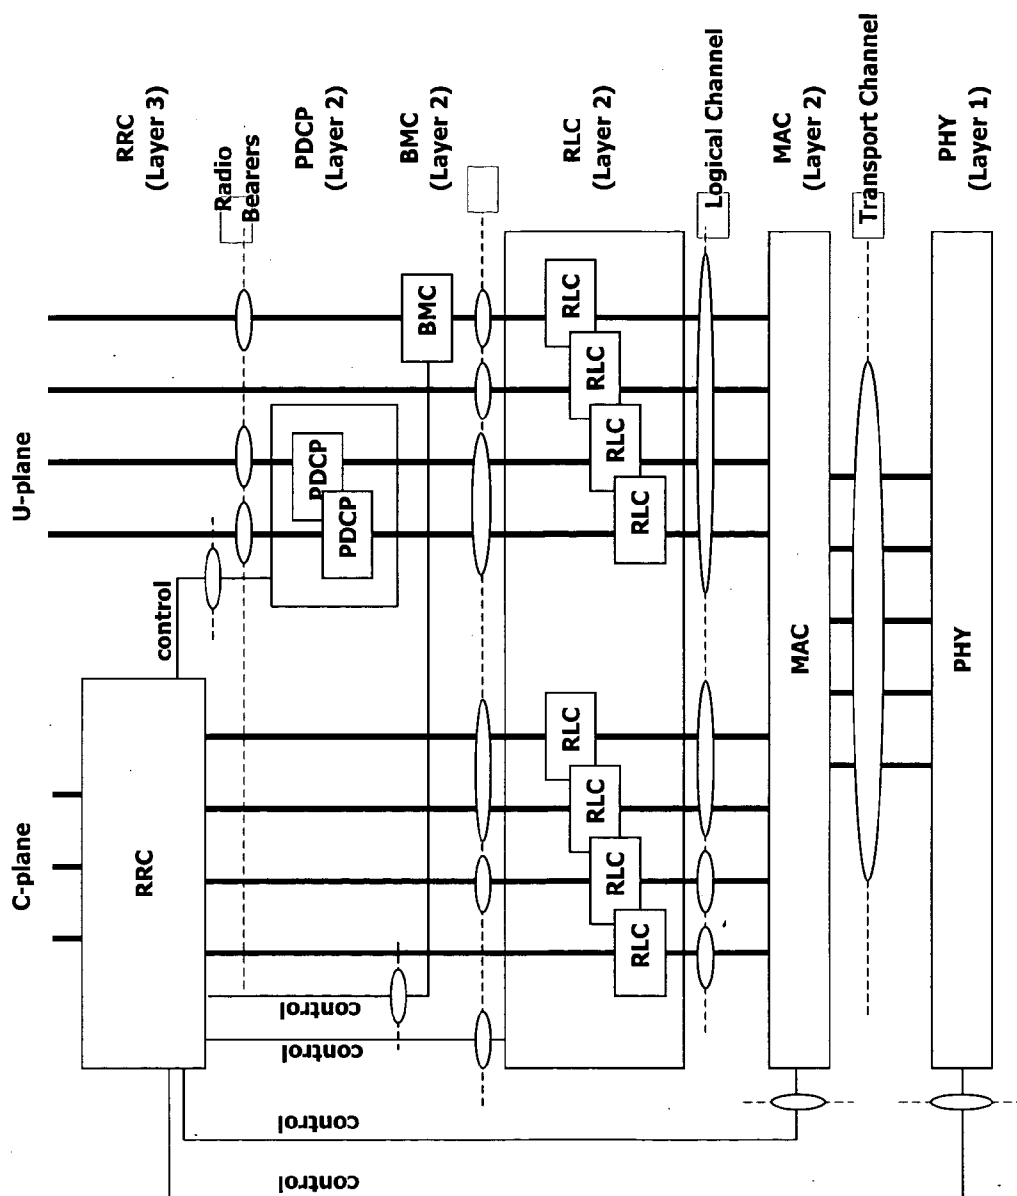 C-plane
U-plane
RRC
(Layer 3)
control
Radio
Bearers
PDCP
PDCP
PDCP
(Layer 2)
control
BMC
BMC
(Layer 2)
control
RLC
RLC
RLC
RLC
RLC
RLC
RLC
RLC
RLC
(Layer 2)
Logical Channel
control
MAC
MAC
(Layer 2)
Transport Channel
control
PHY
PHY
(Layer 1)
RRC